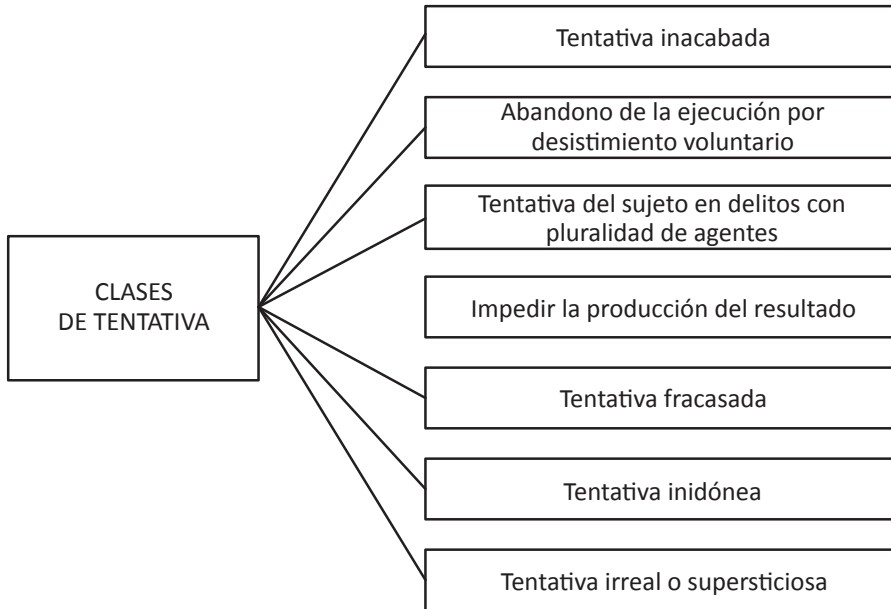 Tentativa inacabada
Abandono de la ejecución por
desistimiento voluntario
Tentativa del sujeto en delitos con
pluralidad de agentes
CLASES
DE TENTATIVA
Impedir la producción del resultado
Tentativa fracasada
Tentativa inidónea
Tentativa irreal o supersticiosa